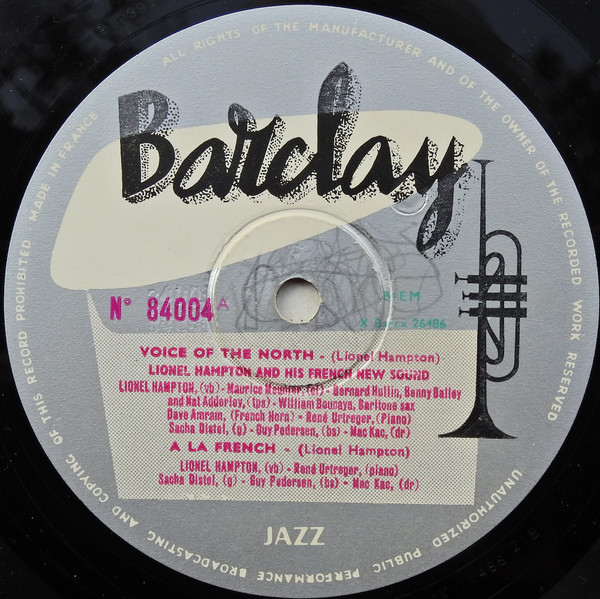 ALL RIGHTS OF THE MANUFACTURER AND OF THE OWNER OF THE RECORDED WORK RESERVED
UNAUTHORIZED PUBLIC PERFORMANCE BROADCASTING AND COPYING OF THIS RECORD PROHIBITED MADE IN FRANCE
Barclay
N° 84004 A
BIEM
26486
VOICE OF THE NORTH - (Lionel Hampton)
LIONEL HAMPTON AND HIS FRENCH NEW SOUND
LIONEL HAMPTON, (vb) - Maurice Meunier, (cl) - Bernard Hullin, Benny Bailey
and Nat Adderley, (tps) - William Boucaya, Baritone sax
Dave Amram, (French Horn) - René Urtreger, (Piano)
Sacha Distel, (g) - Guy Pedersen, (bs) - Mac Kac, (dr)
A LA FRENCH - (Lionel Hampton)
LIONEL HAMPTON, (vb) - René Urtreger, (piano)
Sacha Distel, (g) - Guy Pedersen, (bs) - Mac Kac, (dr)
JAZZ